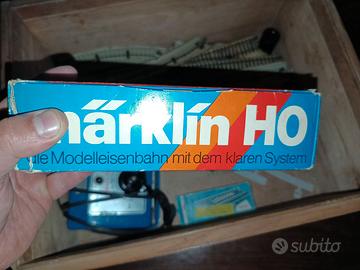 märklin HO
die Modelleisenbahn mit dem klaren System
subito